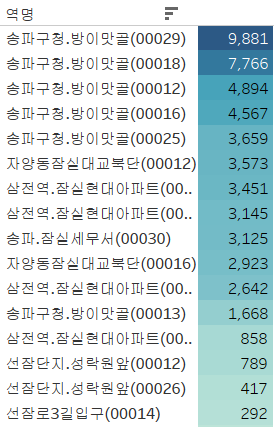 역명
송파구청.방이맛골(00029) 9,881
송파구청.방이맛골(00018) 7,766
송파구청.방이맛골(00012) 4,894
송파구청.방이맛골(00016) 4,567
송파구청.방이맛골(00025) 3,659
자양동잠실대교북단(00012) 3,573
삼전역.잠실현대아파트(00.. 3,451
삼전역.잠실현대아파트(00.. 3,145
송파.잠실세무서(00030) 3,125
자양동잠실대교북단(00016) 2,923
삼전역.잠실현대아파트(00.. 2,642
송파구청.방이맛골(00013) 1,668
삼전역.잠실현대아파트(00.. 858
선잠단지.성락원앞(00012) 789
선잠단지.성락원앞(00026) 417
선잠로3길입구(00014) 292